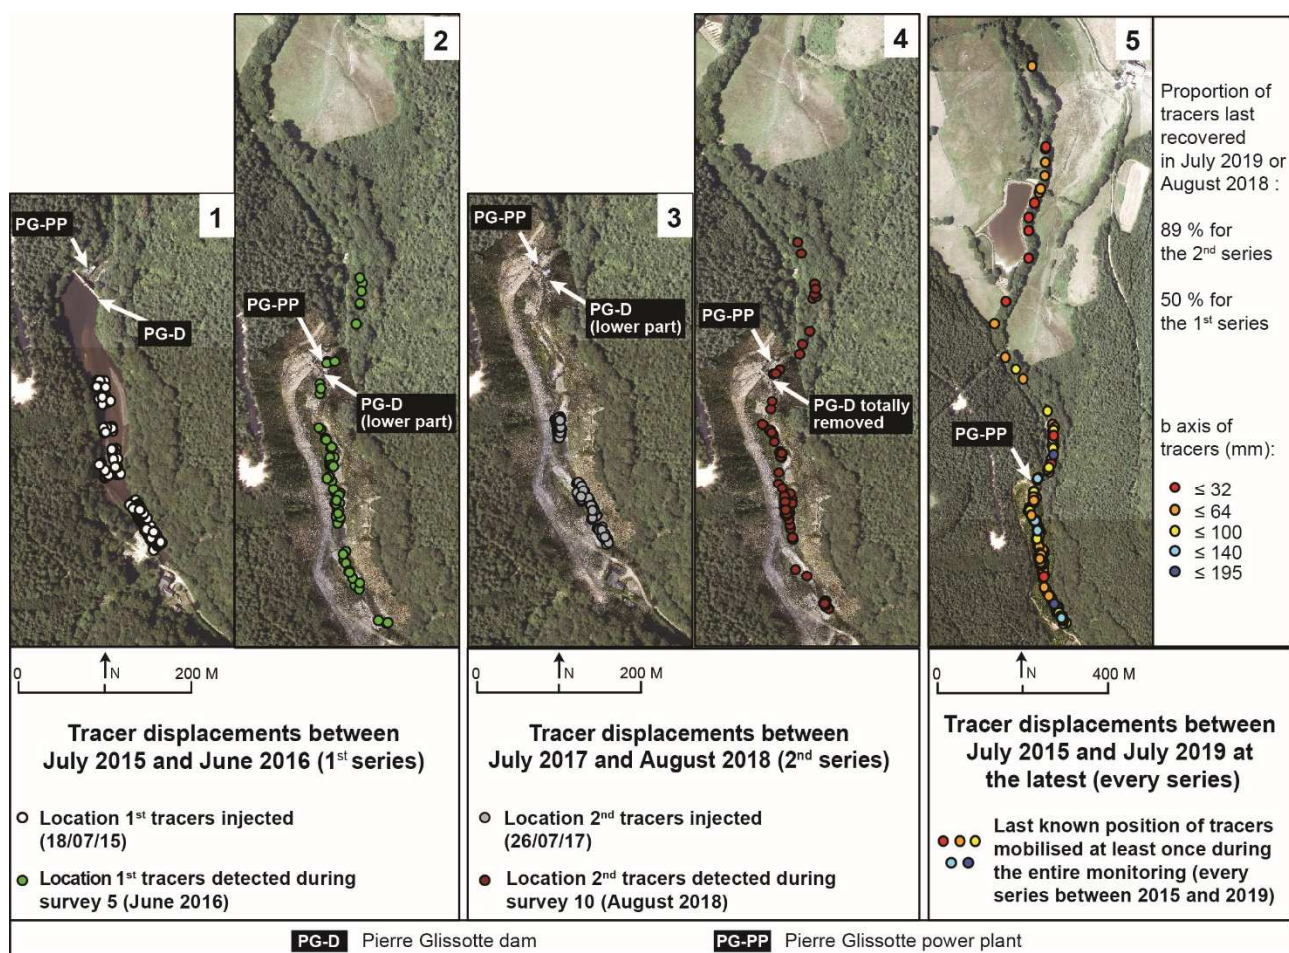 1
PG-PP
PG-D
2
PG-PP
PG-D
(lower part)
3
PG-PP
PG-D
(lower part)
4
PG-PP
PG-D totally
removed
5
PG-PP
Proportion of
tracers last
recovered
in July 2019 or
August 2018 :
89 % for
the 2nd series
50 % for
the 1st series
b axis of
tracers (mm):
≤ 32
≤ 64
≤ 100
≤ 140
≤ 195
0 N 200 M
Tracer displacements between
July 2015 and June 2016 (1st series)
Location 1st tracers injected
(18/07/15)
Location 1st tracers detected during
survey 5 (June 2016)
0 N 200 M
Tracer displacements between
July 2017 and August 2018 (2nd series)
Location 2nd tracers injected
(26/07/17)
Location 2nd tracers detected during
survey 10 (August 2018)
0 N 400 M
Tracer displacements between
July 2015 and July 2019 at
the latest (every series)
Last known position of tracers
mobilised at least once during
the entire monitoring (every
series between 2015 and 2019)
PG-D Pierre Glissotte dam
PG-PP Pierre Glissotte power plant